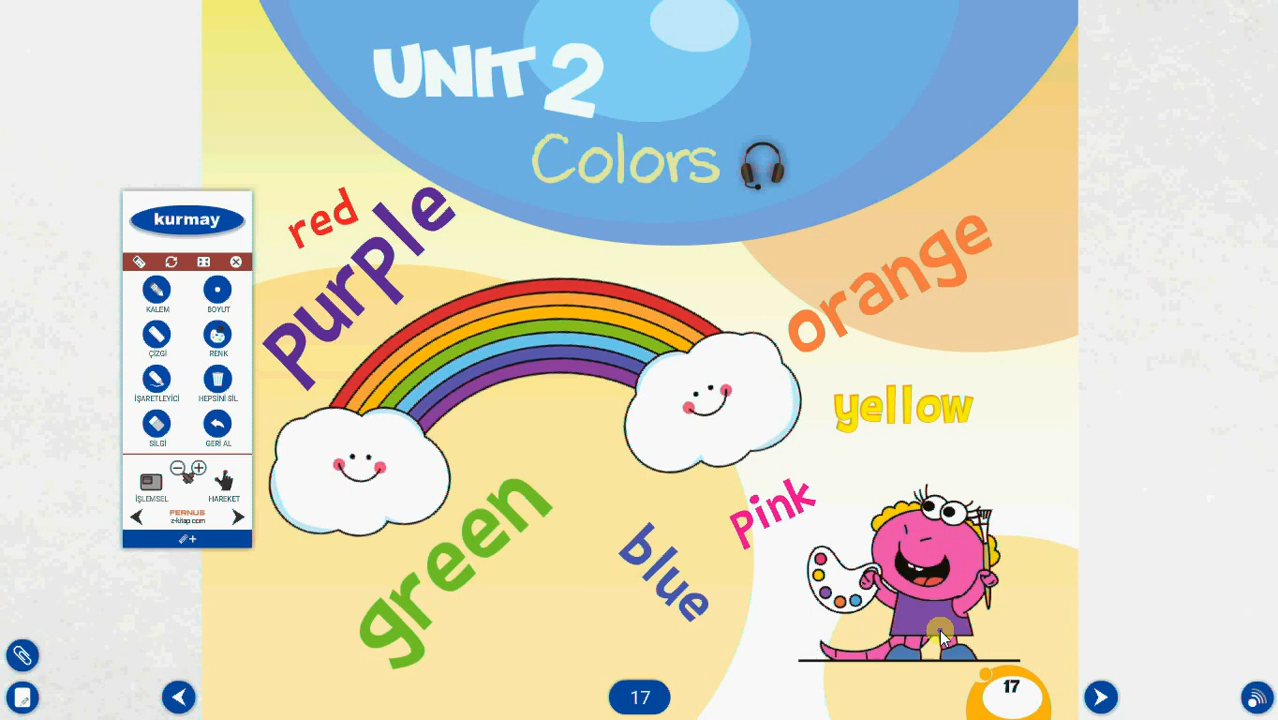 UNIT 2
Colors
red
purple
orange
yellow
green
blue
Pink
17
17
kurmay
KALEM
BOYUT
ÇİZGİ
RENK
İŞARETLEYİCİ
HEPSİNİ SİL
SİLGİ
GERİ AL
İŞLEMSEL
HAREKET
FERNUS
z-kitap.com